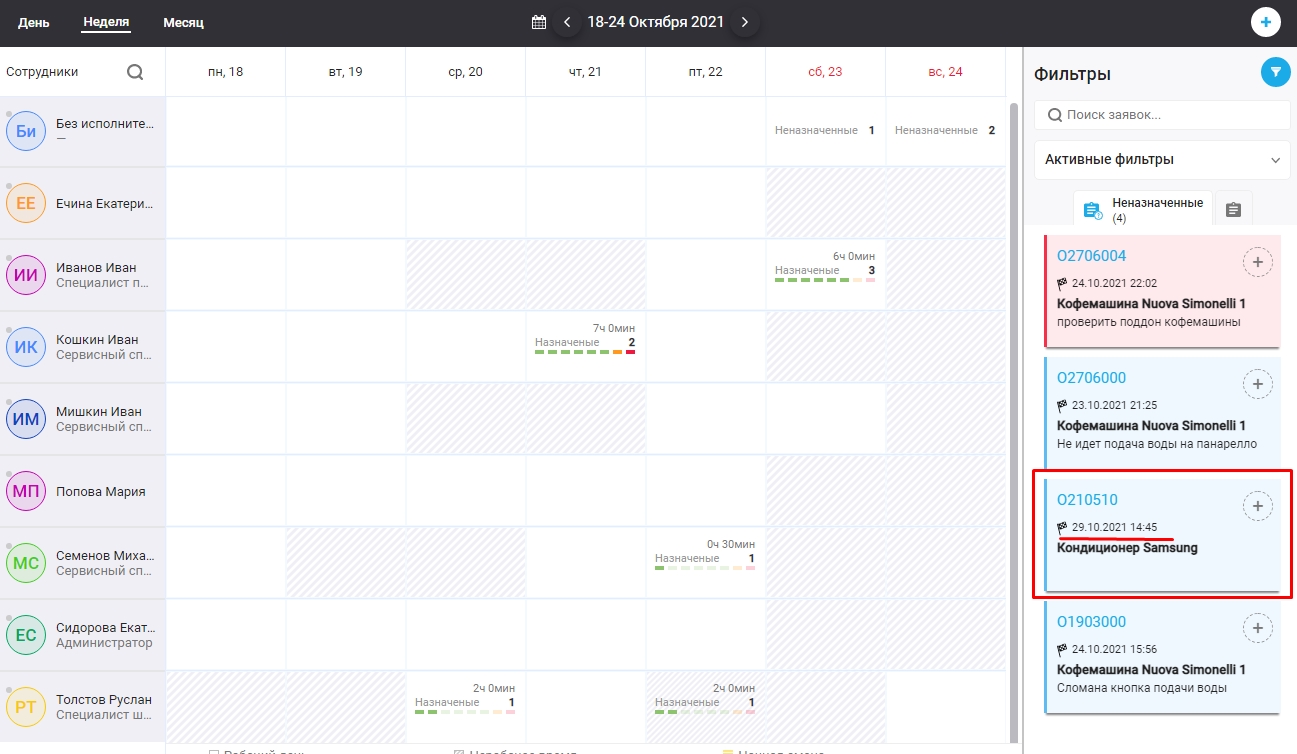 День Неделя Месяц 18-24 Октября 2021
Сотрудники пн, 18 вт, 19 ср, 20 чт, 21 пт, 22 сб, 23 вс, 24
Би Без исполните...
—
Неназначенные 1 Неназначенные 2
ЕЕ Ечина Екатери...
ИИ Иванов Иван
Специалист п...
6ч 0мин
Назначеные 3
ИК Кошкин Иван
Сервисный сп...
7ч 0мин
Назначеные 2
ИМ Мишкин Иван
Сервисный сп...
МП Попова Мария
МС Семенов Миха...
Сервисный сп...
0ч 30мин
Назначеные 1
ЕС Сидорова Екат...
Администратор
РТ Толстов Руслан
Специалист ш...
2ч 0мин
Назначеные 1
2ч 0мин
Назначеные 1
Рабочий день Нерабочее время Ночная смена
Фильтры
Поиск заявок...
Активные фильтры
Неназначенные
(4)
O2706004
24.10.2021 22:02
Кофемашина Nuova Simonelli 1
проверить поддон кофемашины
O2706000
23.10.2021 21:25
Кофемашина Nuova Simonelli 1
Не идет подача воды на панарелло
O210510
29.10.2021 14:45
Кондиционер Samsung
O1903000
24.10.2021 15:56
Кофемашина Nuova Simonelli 1
Сломана кнопка подачи воды